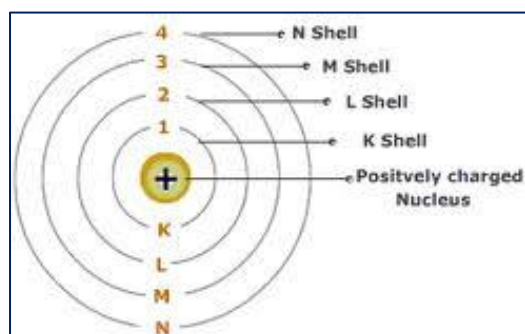 4
N Shell
3
M Shell
2
L Shell
1
K Shell
+
Positvely charged
Nucleus
K
L
M
N